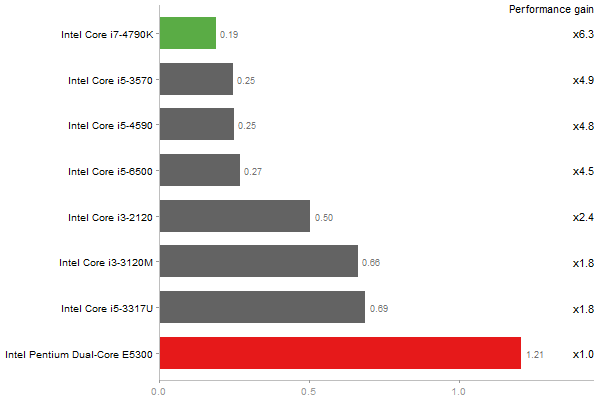 Performance gain
Intel Core i7-4790K 0.19 x6.3
Intel Core i5-3570 0.25 x4.9
Intel Core i5-4590 0.25 x4.8
Intel Core i5-6500 0.27 x4.5
Intel Core i3-2120 0.50 x2.4
Intel Core i3-3120M 0.66 x1.8
Intel Core i5-3317U 0.69 x1.8
Intel Pentium Dual-Core E5300 1.21 x1.0
0.0 0.5 1.0